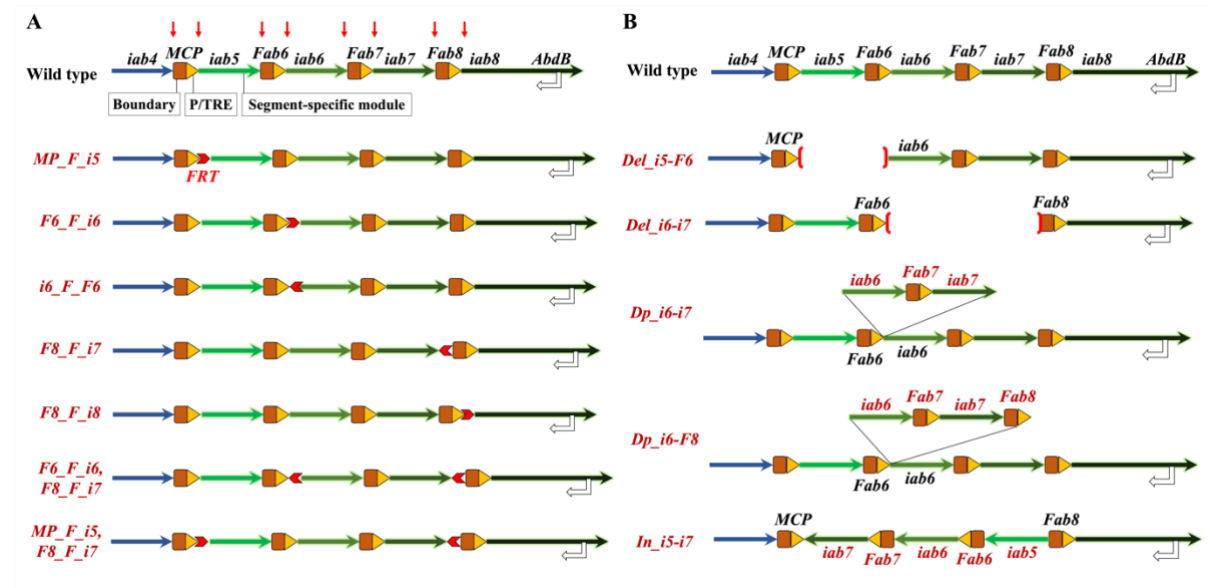 A
iab4 MCP iab5 Fab6 iab6 Fab7 iab7 Fab8 iab8 AbdB
Wild type
Boundary P/TRE Segment-specific module
MP_F_i5
FRT
F6_F_i6
i6_F_F6
F8_F_i7
F8_F_i8
F6_F_i6,
F8_F_i7
MP_F_i5,
F8_F_i7
B
iab4 MCP iab5 Fab6 iab6 Fab7 iab7 Fab8 iab8 AbdB
Wild type
MCP iab6
Del_i5-F6
Fab6 Fab8
Del_i6-i7
iab6 Fab7 iab7
Dp_i6-i7
Fab6 iab6
iab6 Fab7 iab7 Fab8
Dp_i6-F8
Fab6 iab6
MCP Fab8
In_i5-i7
iab7 Fab7 iab6 Fab6 iab5